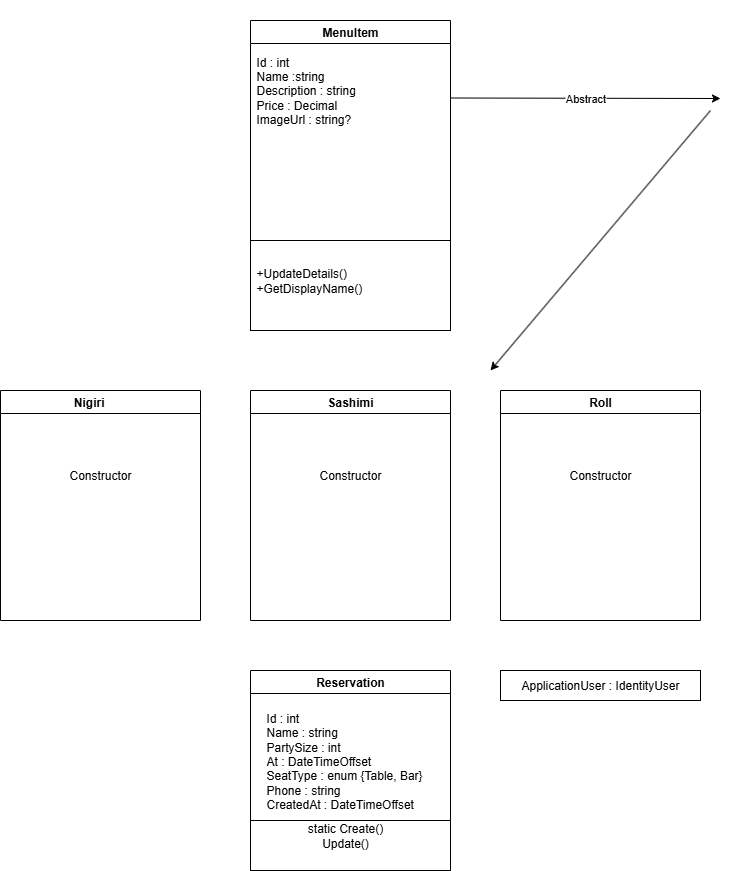 MenuItem
Id : int
Name :string
Description : string
Price : Decimal
ImageUrl : string?
Abstract
+UpdateDetails()
+GetDisplayName()
Nigiri
Sashimi
Roll
Constructor
Constructor
Constructor
Reservation
ApplicationUser : IdentityUser
Id : int
Name : string
PartySize : int
At : DateTimeOffset
SeatType : enum {Table, Bar}
Phone : string
CreatedAt : DateTimeOffset
static Create()
Update()